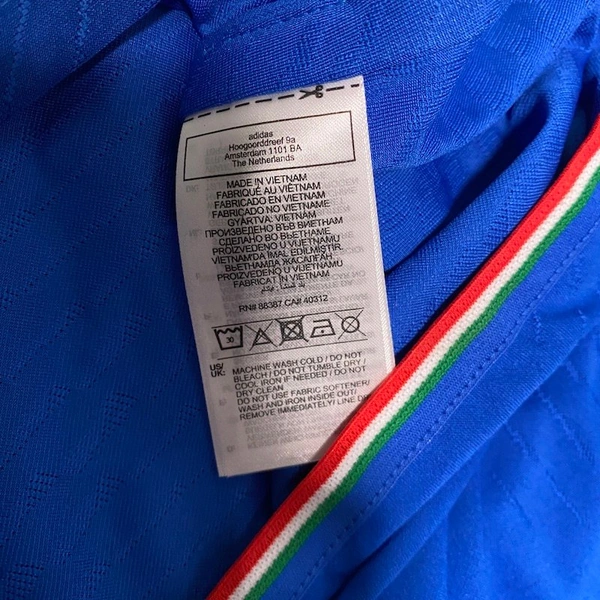 adidas
Hoogoorddreef 9a
Amsterdam 1101 BA
The Netherlands
MADE IN VIETNAM
FABRIQUÉ AU VIÊTNAM
FABRICADO EN VIETNAM
FABRICADO NO VIETNAME
GYÁRTVA: VIETNAM
ПРОИЗВЕДЕНО ВЪВ ВИЕТНАМ
СДЕЛАНО ВО ВЬЕТНАМ
PROIZVEDENO U VIJETNAMU
VIETNAM'DA IMAL EDİLMİŞTİR
ВЬЕТНАМДА ЖАСАЛҒАН
PROIZVEDENO U VIJETNAMU
FABRICAT IN VIETNAM
RN# 88387 CA# 40312
30
US/
UK:
MACHINE WASH COLD / DO NOT
BLEACH / DO NOT TUMBLE DRY /
COOL IRON IF NEEDED / DO NOT
DRY CLEAN
DO NOT USE FABRIC SOFTENER/
WASH AND IRON INSIDE OUT/
REMOVE IMMEDIATELY/ LINE